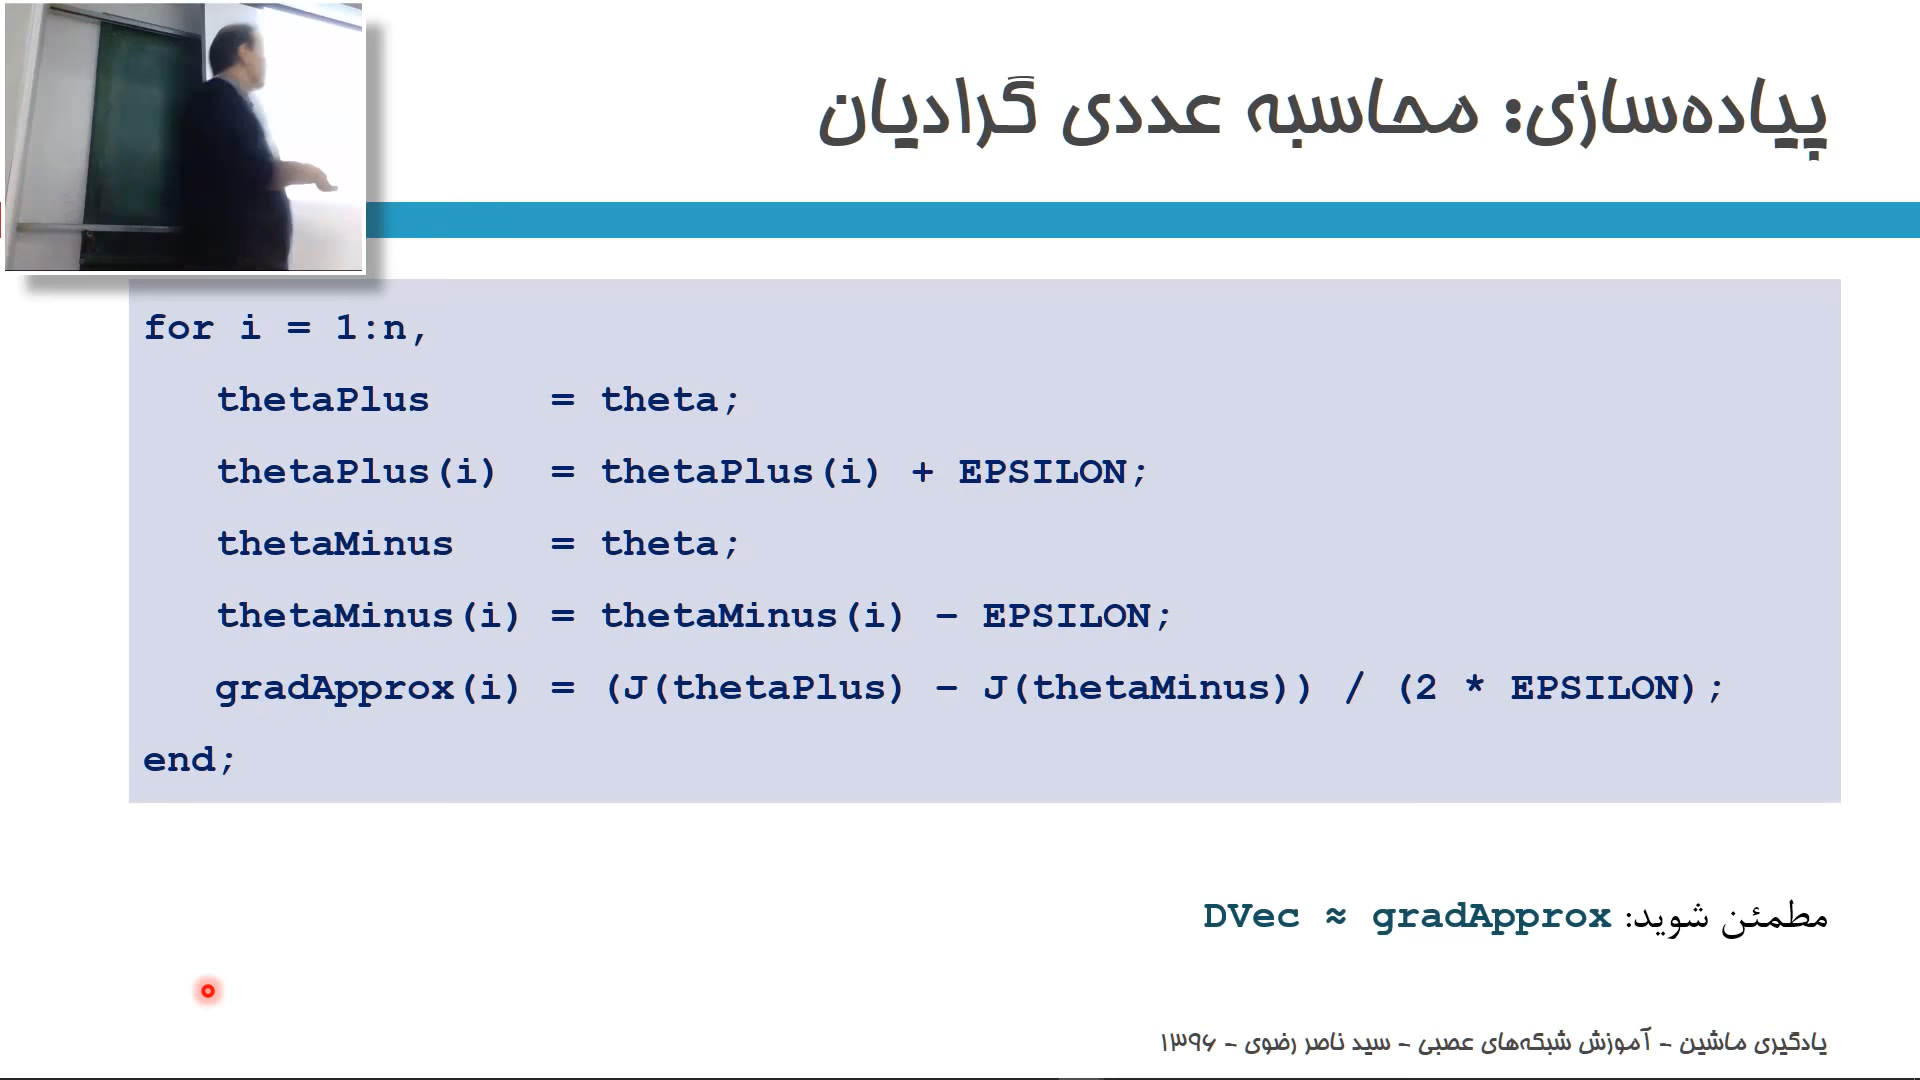 پیاده‌سازی: محاسبه عددی گرادیان
for i = 1:n,
thetaPlus = theta;
thetaPlus(i) = thetaPlus(i) + EPSILON;
thetaMinus = theta;
thetaMinus(i) = thetaMinus(i) – EPSILON;
gradApprox(i) = (J(thetaPlus) – J(thetaMinus)) / (2 * EPSILON);
end;
مطمئن شوید: DVec ≈ gradApprox
یادگیری ماشین - آموزش شبکه‌های عصبی - سید ناصر رضوی - ۱۳۹۶